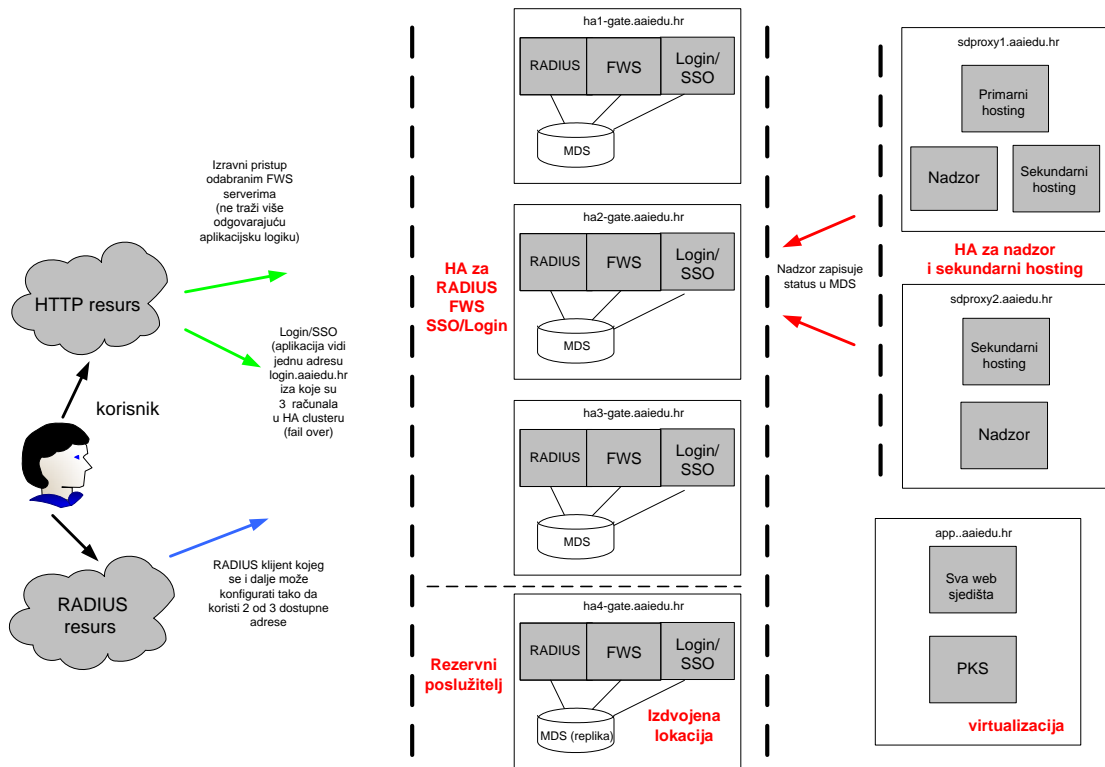 Izravni pristup
odabranim FWS
serverima
(ne traži više
odgovarajuću
aplikacijsku logiku)
HTTP resurs
Login/SSO
(aplikacija vidi
jednu adresu
login.aaiedu.hr
iza koje su
3 računala
u HA clusteru
(fail over)
korisnik
RADIUS klijent kojeg
se i dalje može
konfigurati tako da
koristi 2 od 3 dostupne
adrese
RADIUS
resurs
HA za
RADIUS
FWS
SSO/Login
Rezervni
poslužitelj
ha1-gate.aaiedu.hr
RADIUS
FWS
Login/
SSO
MDS
ha2-gate.aaiedu.hr
RADIUS
FWS
Login/
SSO
MDS
ha3-gate.aaiedu.hr
RADIUS
FWS
Login/
SSO
MDS
ha4-gate.aaiedu.hr
RADIUS
FWS
Login/
SSO
MDS (replika)
Izdvojena
lokacija
Nadzor zapisuje
status u MDS
sdproxy1.aaiedu.hr
Primarni
hosting
Nadzor
Sekundarni
hosting
HA za nadzor
i sekundarni hosting
sdproxy2.aaiedu.hr
Sekundarni
hosting
Nadzor
app..aaiedu.hr
Sva web
sjedišta
PKS
virtualizacija